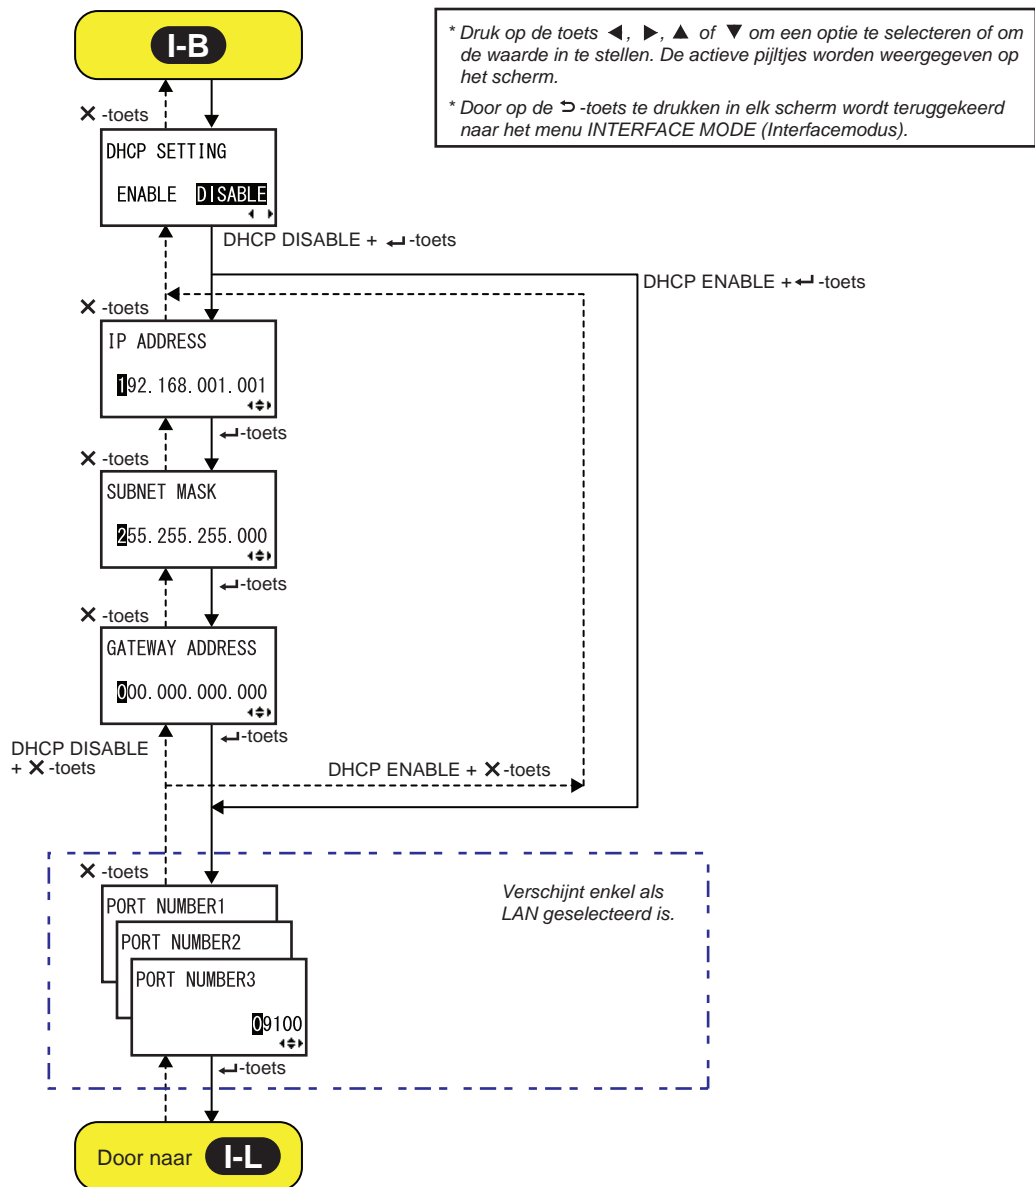 I-B
* Druk op de toets ◀, ▶, ▲ of ▼ om een optie te selecteren of om
de waarde in te stellen. De actieve pijltjes worden weergegeven op
het scherm.
* Door op de ⮌ -toets te drukken in elk scherm wordt teruggekeerd
naar het menu INTERFACE MODE (Interfacemodus).
✕ -toets
DHCP SETTING
ENABLE DISABLE
DHCP DISABLE + ↵ -toets
DHCP ENABLE + ↵ -toets
✕ -toets
IP ADDRESS
192.168.001.001
↵ -toets
✕ -toets
SUBNET MASK
255.255.255.000
↵ -toets
✕ -toets
GATEWAY ADDRESS
000.000.000.000
↵ -toets
DHCP DISABLE
+ ✕ -toets
DHCP ENABLE + ✕ -toets
✕ -toets
Verschijnt enkel als
LAN geselecteerd is.
PORT NUMBER1
PORT NUMBER2
PORT NUMBER3
09100
↵ -toets
Door naar I-L